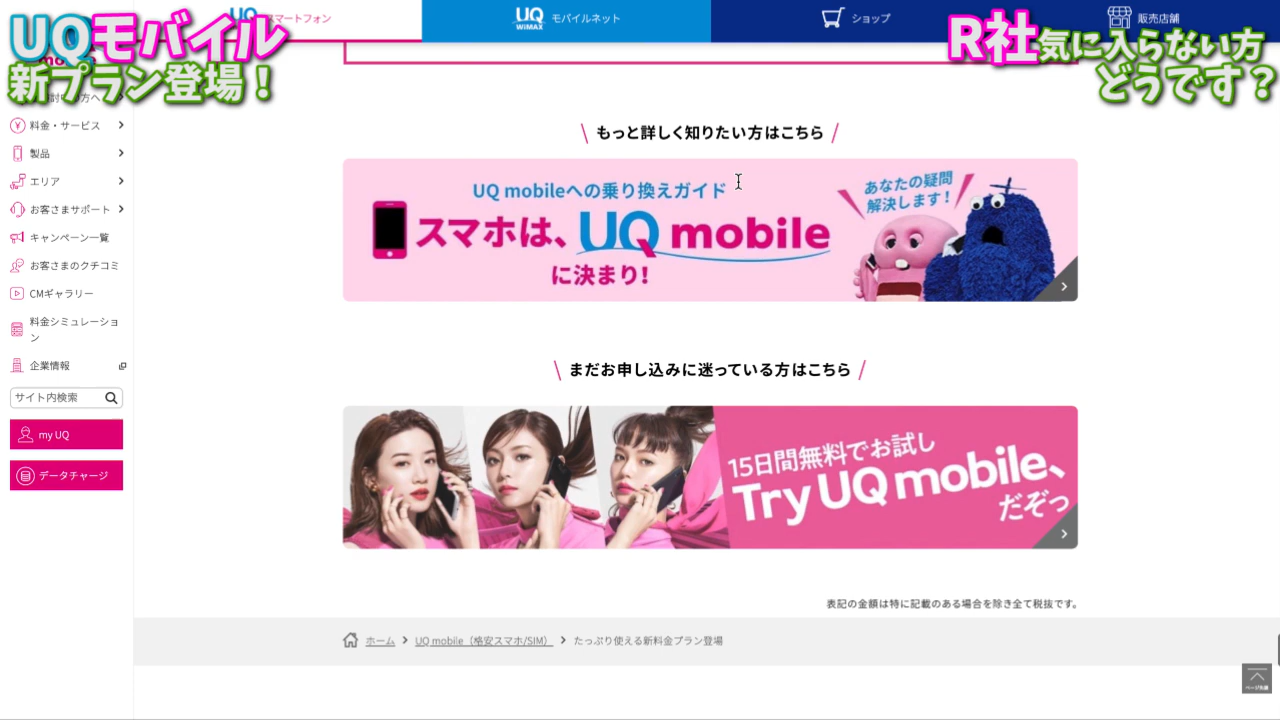 UQモバイル
新プラン登場！
R社気に入らない方
どうです？
スマートフォン
UQ WiMAX モバイルネット
ショップ
販売店舗
料金・サービス
製品
エリア
お客さまサポート
キャンペーン一覧
お客さまのクチコミ
CMギャラリー
料金シミュレーショ
ン
企業情報
サイト内検索
my UQ
データチャージ
もっと詳しく知りたい方はこちら
UQ mobileへの乗り換えガイド
スマホは、UQ mobile
に決まり!
あなたの疑問
解決します!
まだお申し込みに迷っている方はこちら
15日間無料でお試し
Try UQ mobile、
だぞっ
表記の金額は特に記載のある場合を除き全て税抜です。
ホーム > UQ mobile（格安スマホ/SIM） > たっぷり使える新料金プラン登場
ページ先頭